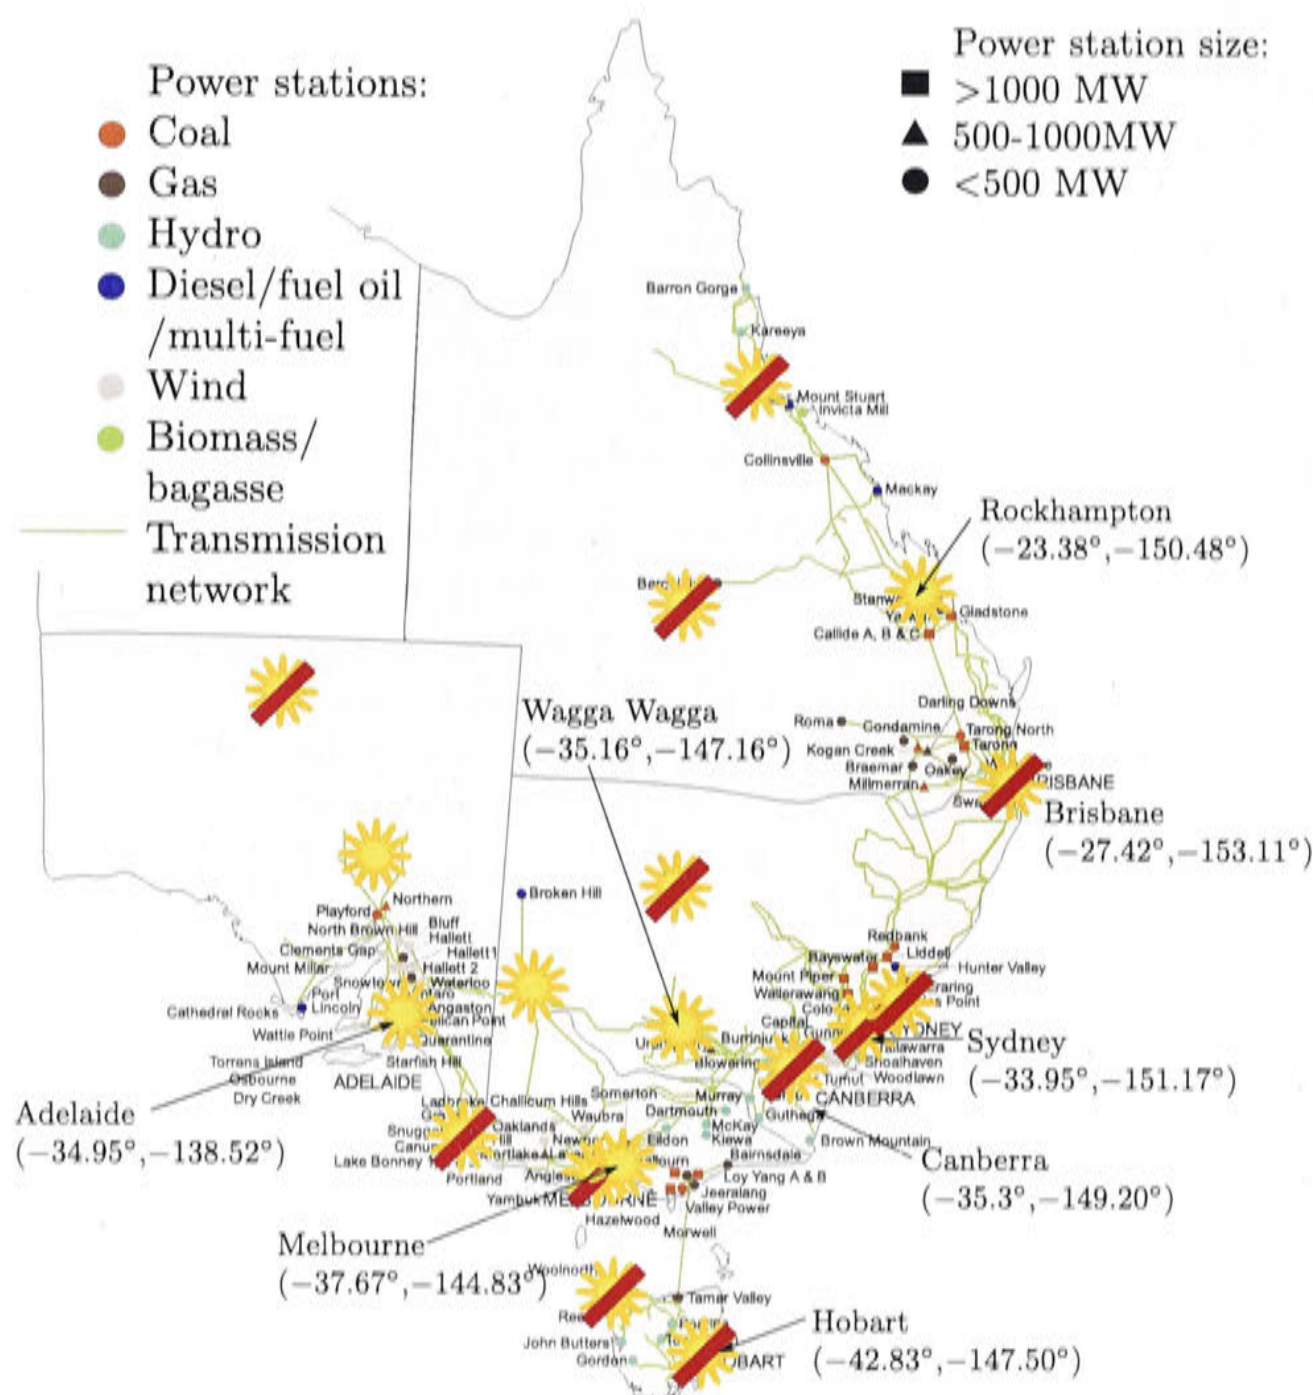 Power stations:
Coal
Gas
Hydro
Diesel/fuel oil
/multi-fuel
Wind
Biomass/
bagasse
Transmission
network
Power station size:
>1000 MW
500-1000MW
<500 MW
Barron Gorge
Kareeya
Mount Stuart
Invicta Mill
Collinsville
Mackay
Rockhampton
(−23.38°,−150.48°)
Gladstone
Callide A, B & C
Wagga Wagga
(−35.16°,−147.16°)
Darling Downs
Roma
Condamine
Tarong North
Kogan Creek
Tarong
Braemar
Oakey
Millmerran
Brisbane
(−27.42°,−153.11°)
Broken Hill
Northern
Playford
North Brown Hill
Bluff
Hallett
Clements Gap
Hallett1
Mount Millar
Hallett 2
Waterloo
Port
Lincoln
Cathedral Rocks
Angaston
Wattle Point
Quarantine
Torrens Island
Starfish Hill
Osbourne
ADELAIDE
Dry Creek
Redbank
Bayswater
Liddell
Hunter Valley
Mount Piper
Wallerawang
Capital
Burrinjuck
Blowering
Shoalhaven
Tumut
Woodlawn
Sydney
(−33.95°,−151.17°)
CANBERRA
Adelaide
(−34.95°,−138.52°)
Challicum Hills
Somerton
Murray
Waubra
Dartmouth
Guthega
Oaklands
McKay
Eildon
Kiewa
Brown Mountain
Lake Bonney
Bairnsdale
Portland
Loy Yang A & B
Jeeralang
Valley Power
Hazelwood
Morwell
Canberra
(−35.3°,−149.20°)
Melbourne
(−37.67°,−144.83°)
Woolnorth
Tamar Valley
John Butters
Gordon
Hobart
(−42.83°,−147.50°)